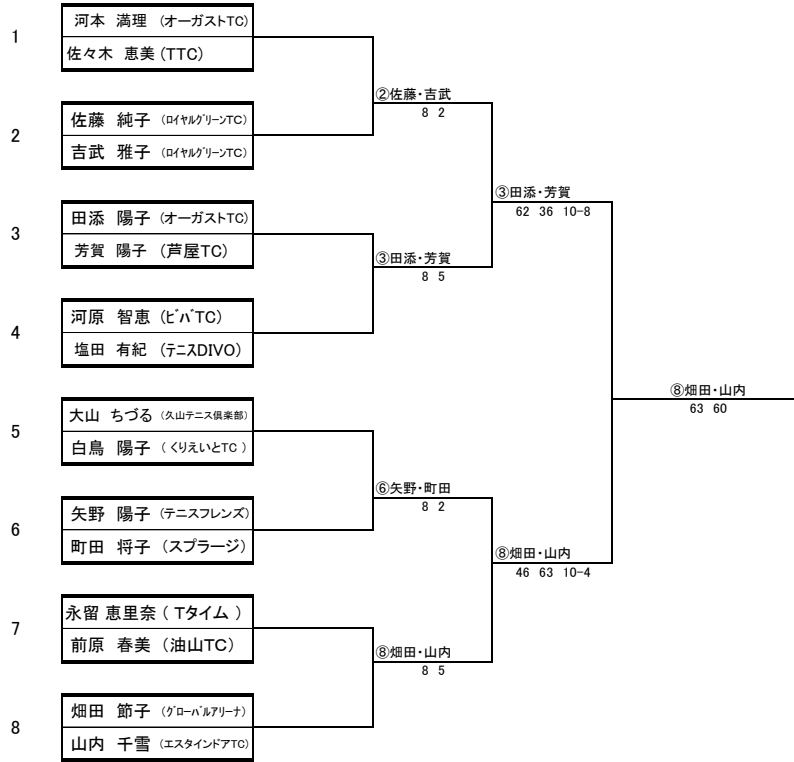 1
河本 満理 (オーガストTC)
佐々木 恵美 (TTC)
②佐藤・吉武
8 2
2
佐藤 純子 (ﾛｲﾔﾙｸﾞﾘｰﾝTC)
吉武 雅子 (ﾛｲﾔﾙｸﾞﾘｰﾝTC)
③田添・芳賀
62 36 10-8
3
田添 陽子 (オーガストTC)
芳賀 陽子 (芦屋TC)
③田添・芳賀
8 5
4
河原 智恵 (ﾋﾞﾊﾞTC)
塩田 有紀 (ﾃﾆｽDIVO)
⑧畑田・山内
63 60
5
大山 ちづる (久山テニス倶楽部)
白鳥 陽子 ( くりえいとTC )
⑥矢野・町田
8 2
6
矢野 陽子 (テニスフレンズ)
町田 将子 (スプラージ)
⑧畑田・山内
46 63 10-4
7
永留 恵里奈 ( Tタイム )
前原 春美 (油山TC)
⑧畑田・山内
8 5
8
畑田 節子 (ｸﾞﾛｰﾊﾞﾙｱﾘｰﾅ)
山内 千雪 (ｴｽﾀｲﾝﾄﾞｱTC)